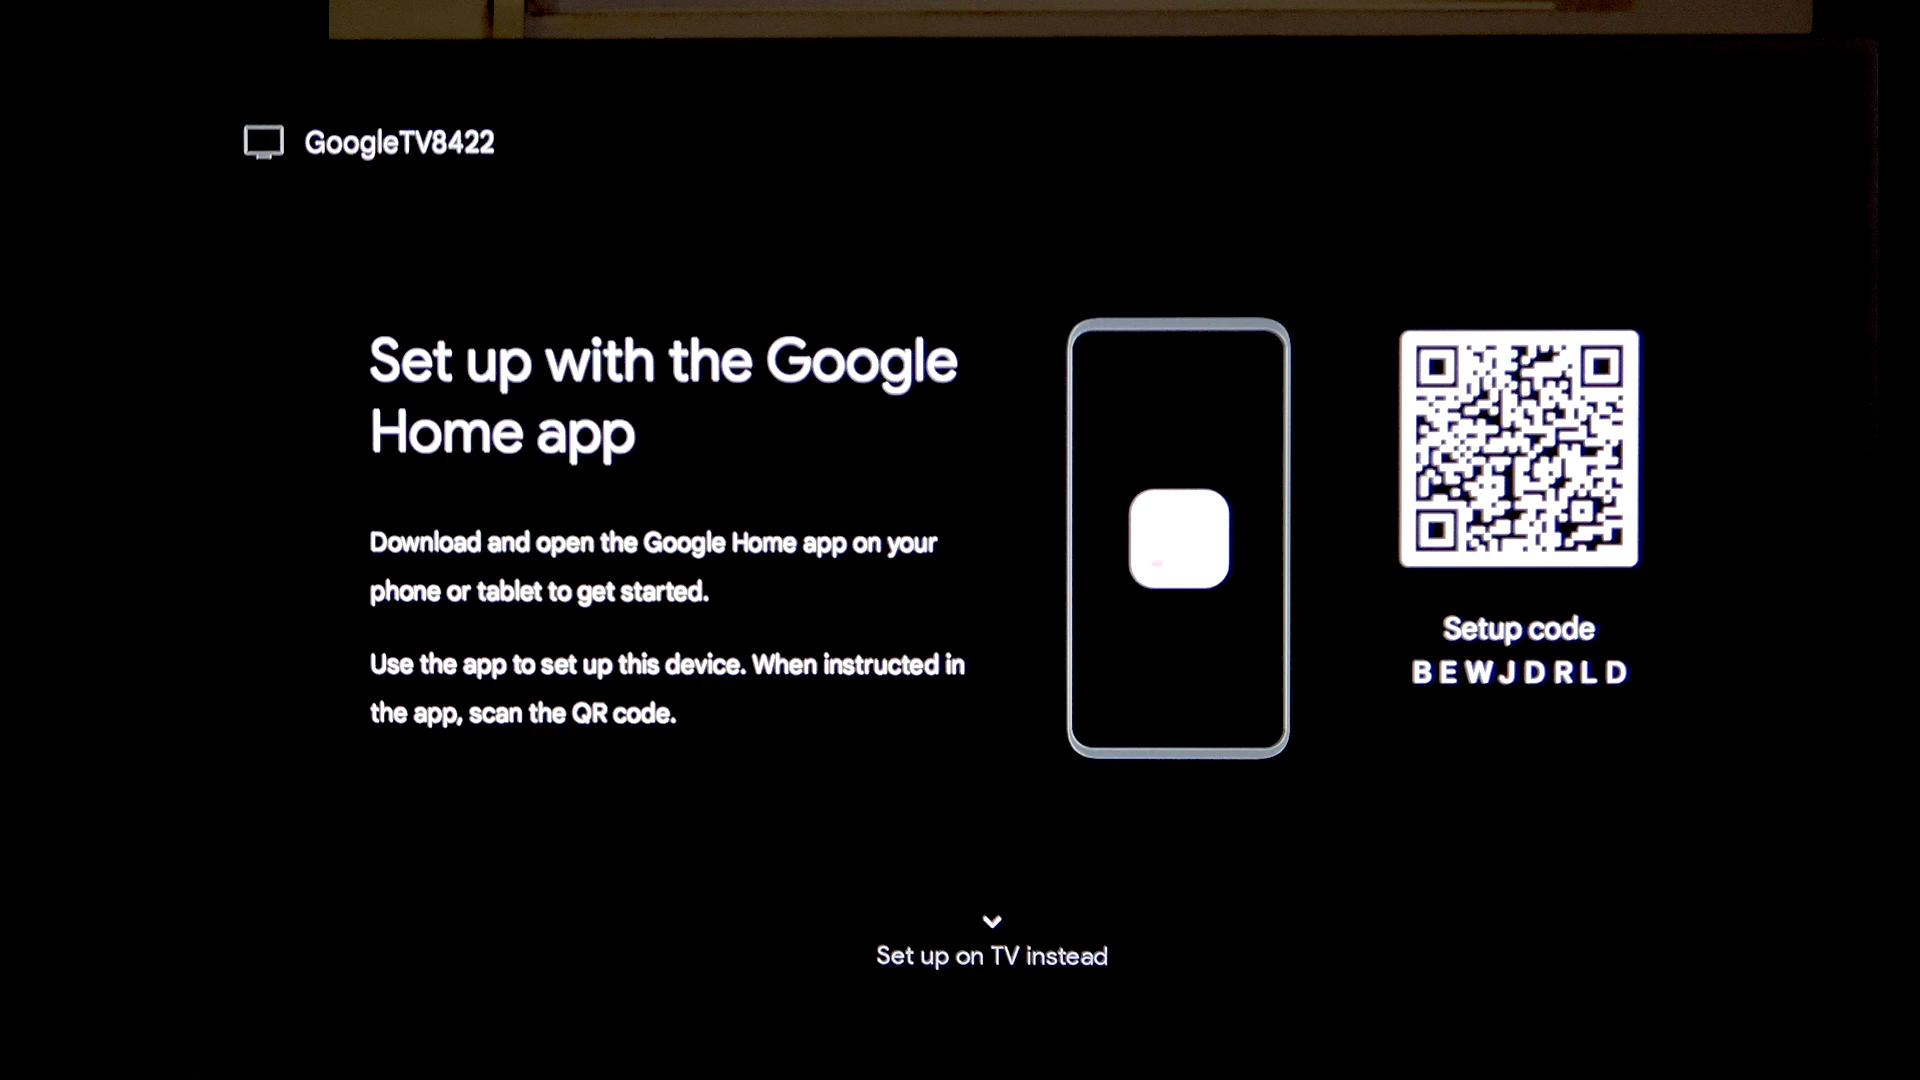 GoogleTV8422
Set up with the Google
Home app
Download and open the Google Home app on your
phone or tablet to get started.
Use the app to set up this device. When instructed in
the app, scan the QR code.
Setup code
BEWJDRLD
Set up on TV instead